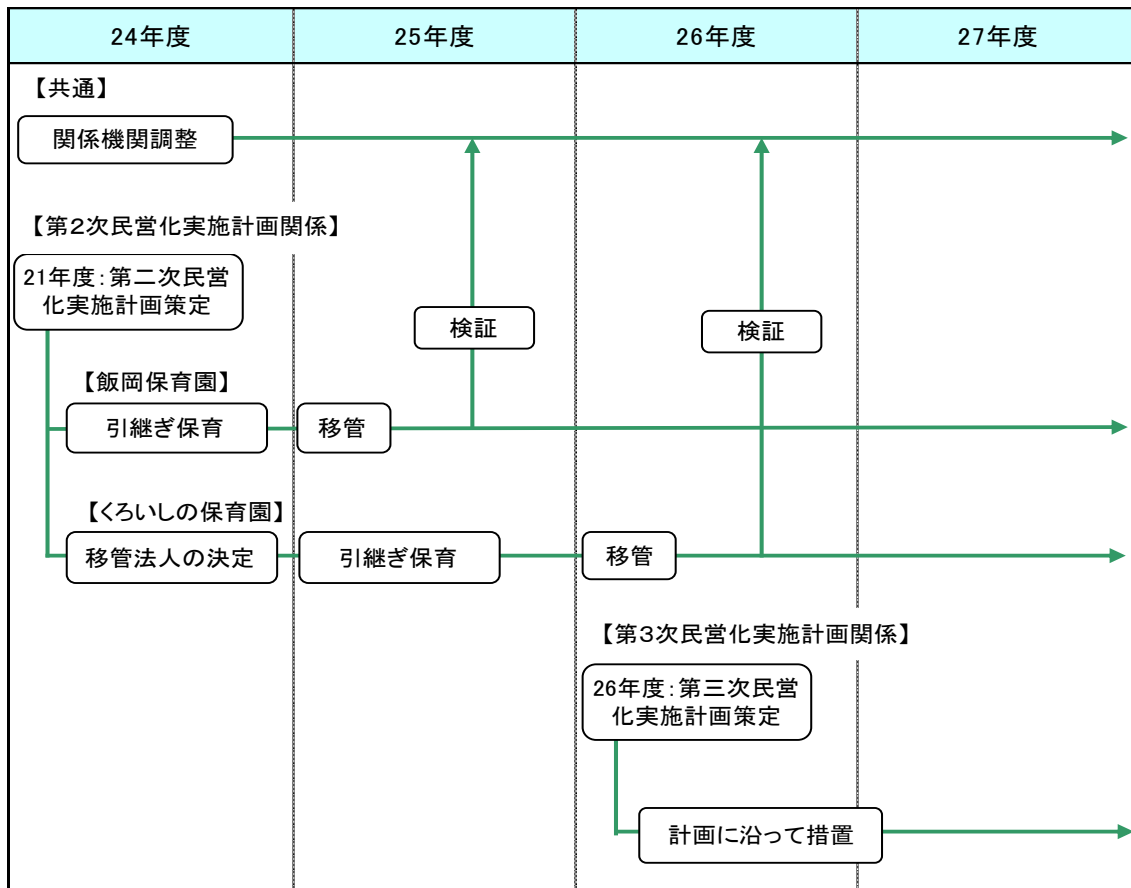 24年度
25年度
26年度
27年度
【共通】
関係機関調整
【第2次民営化実施計画関係】
21年度:第二次民営
化実施計画策定
検証
検証
【飯岡保育園】
引継ぎ保育
移管
【くろいしの保育園】
移管法人の決定
引継ぎ保育
移管
【第3次民営化実施計画関係】
26年度:第三次民営
化実施計画策定
計画に沿って措置